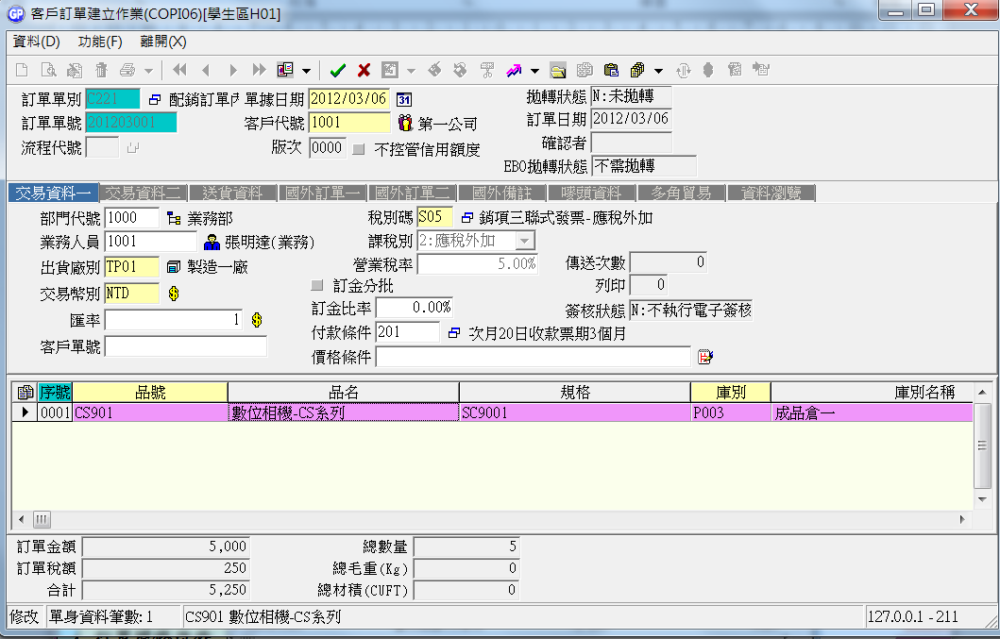 GP 客戶訂單建立作業(COPI06)[學生區H01]
資料(D) 功能(F) 離開(X)
訂單單別 C221 配銷訂單內 單據日期 2012/03/06 31 拋轉狀態 N:未拋轉
訂單單號 201203001 客戶代號 1001 第一公司 訂單日期 2012/03/06
流程代號 版次 0000 不控管信用額度 確認者
EBO拋轉狀態 不需拋轉
交易資料一 交易資料二 送貨資料 國外訂單一 國外訂單二 國外備註 嘜頭資料 多角貿易 資料瀏覽
部門代號 1000 業務部 稅別碼 S05 銷項三聯式發票-應稅外加
業務人員 1001 張明達(業務) 課稅別 2:應稅外加
出貨廠別 TP01 製造一廠 營業稅率 5.00% 傳送次數 0
交易幣別 NTD 訂金分批 列印 0
匯率 1 訂金比率 0.00% 簽核狀態 N:不執行電子簽核
客戶單號 付款條件 201 次月20日收款票期3個月
價格條件
序號 品號 品名 規格 庫別 庫別名稱
0001 CS901 數位相機-CS系列 SC9001 P003 成品倉一
訂單金額 5,000 總數量 5
訂單稅額 250 總毛重(Kg) 0
合計 5,250 總材積(CUFT) 0
修改 單身資料筆數: 1 CS901 數位相機-CS系列 127.0.0.1 - 211